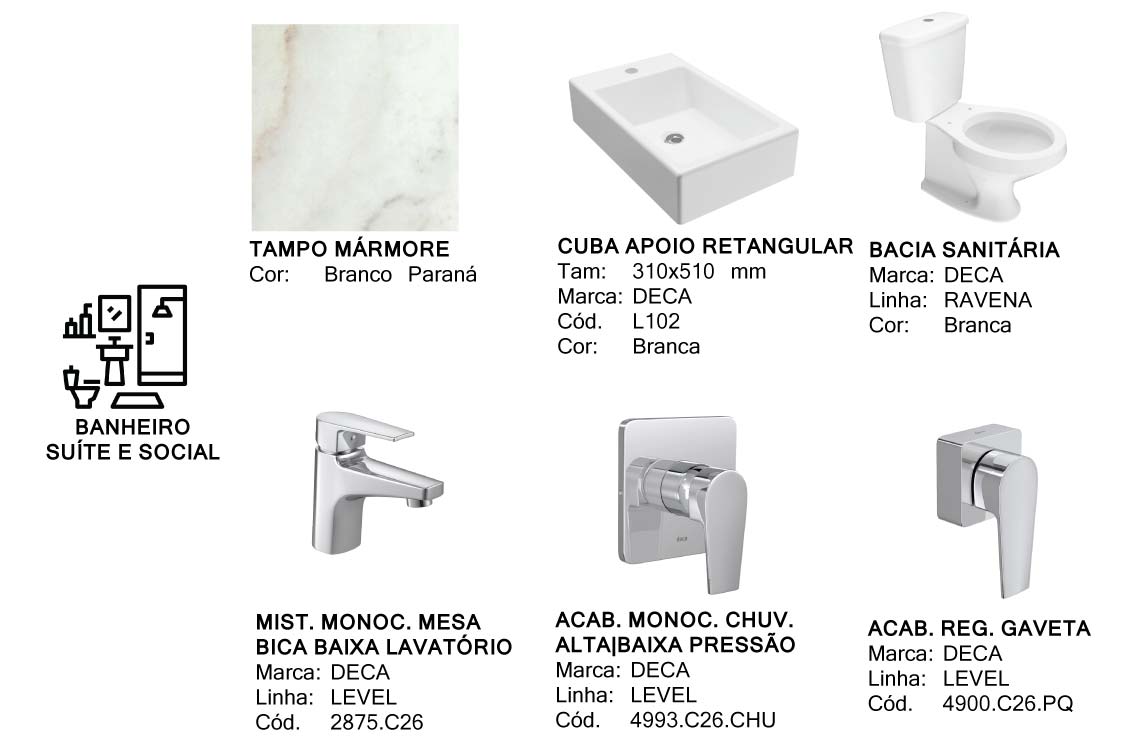 TAMPO MÁRMORE
Cor: Branco Paraná
CUBA APOIO RETANGULAR
Tam: 310x510 mm
Marca: DECA
Cód. L102
Cor: Branca
BACIA SANITÁRIA
Marca: DECA
Linha: RAVENA
Cor: Branca
BANHEIRO
SUÍTE E SOCIAL
MIST. MONOC. MESA
BICA BAIXA LAVATÓRIO
Marca: DECA
Linha: LEVEL
Cód. 2875.C26
deca
ACAB. MONOC. CHUV.
ALTA|BAIXA PRESSÃO
Marca: DECA
Linha: LEVEL
Cód. 4993.C26.CHU
deca
ACAB. REG. GAVETA
Marca: DECA
Linha: LEVEL
Cód. 4900.C26.PQ